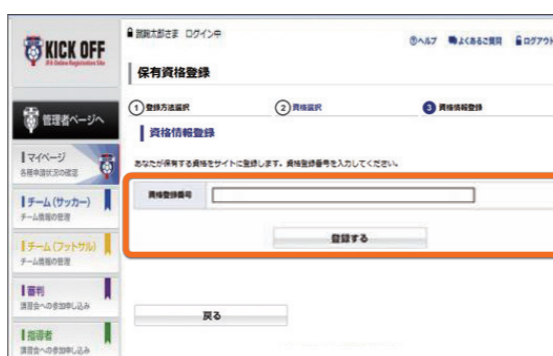 KICK OFF
JFA Online Registration Site
蹴鞠太郎さま ログイン中
ヘルプ よくあるご質問 ログアウト
保有資格登録
1 登録方法選択 2 資格選択 3 資格情報登録
資格情報登録
あなたが保有する資格をサイトに登録します。資格登録番号を入力してください。
資格登録番号
登録する
戻る
管理者ページへ
マイページ
各種申請状況の確認
チーム(サッカー)
チーム情報の管理
チーム(フットサル)
チーム情報の管理
審判
講習会への参加申し込み
指導者
講習会への参加申し込み